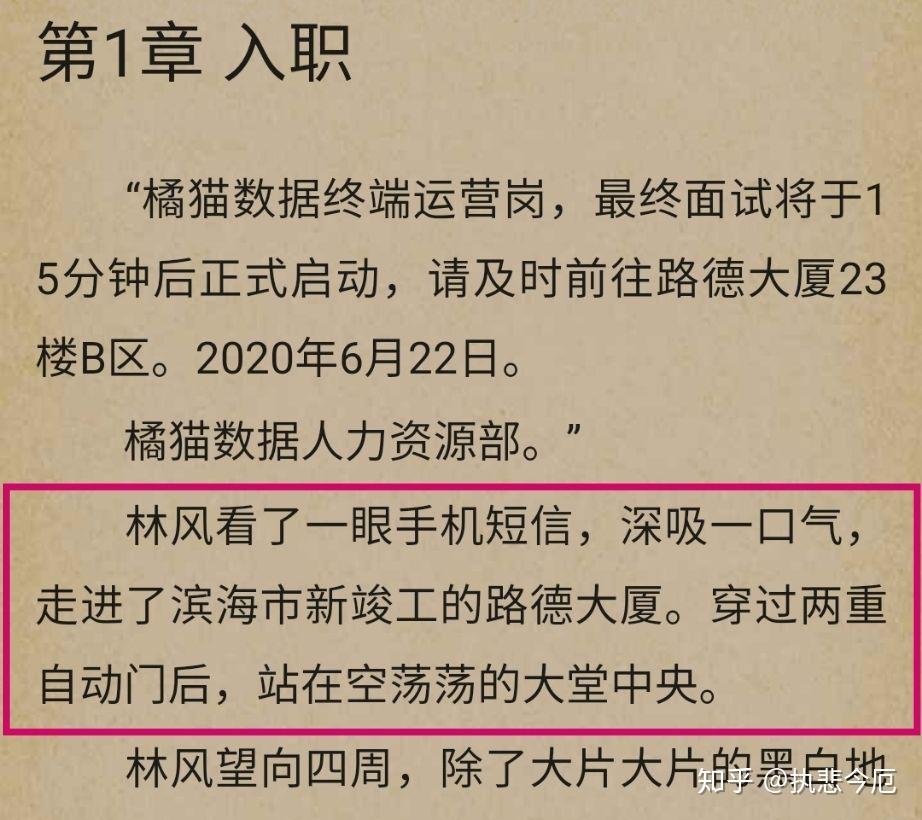 第1章 入职
“橘猫数据终端运营岗，最终面试将于1
5分钟后正式启动，请及时前往路德大厦23
楼B区。2020年6月22日。
橘猫数据人力资源部。”
林风看了一眼手机短信，深吸一口气，
走进了滨海市新竣工的路德大厦。穿过两重
自动门后，站在空荡荡的大堂中央。
林风望向四周，除了大片大片的黑白地
知乎 @执悲今厄